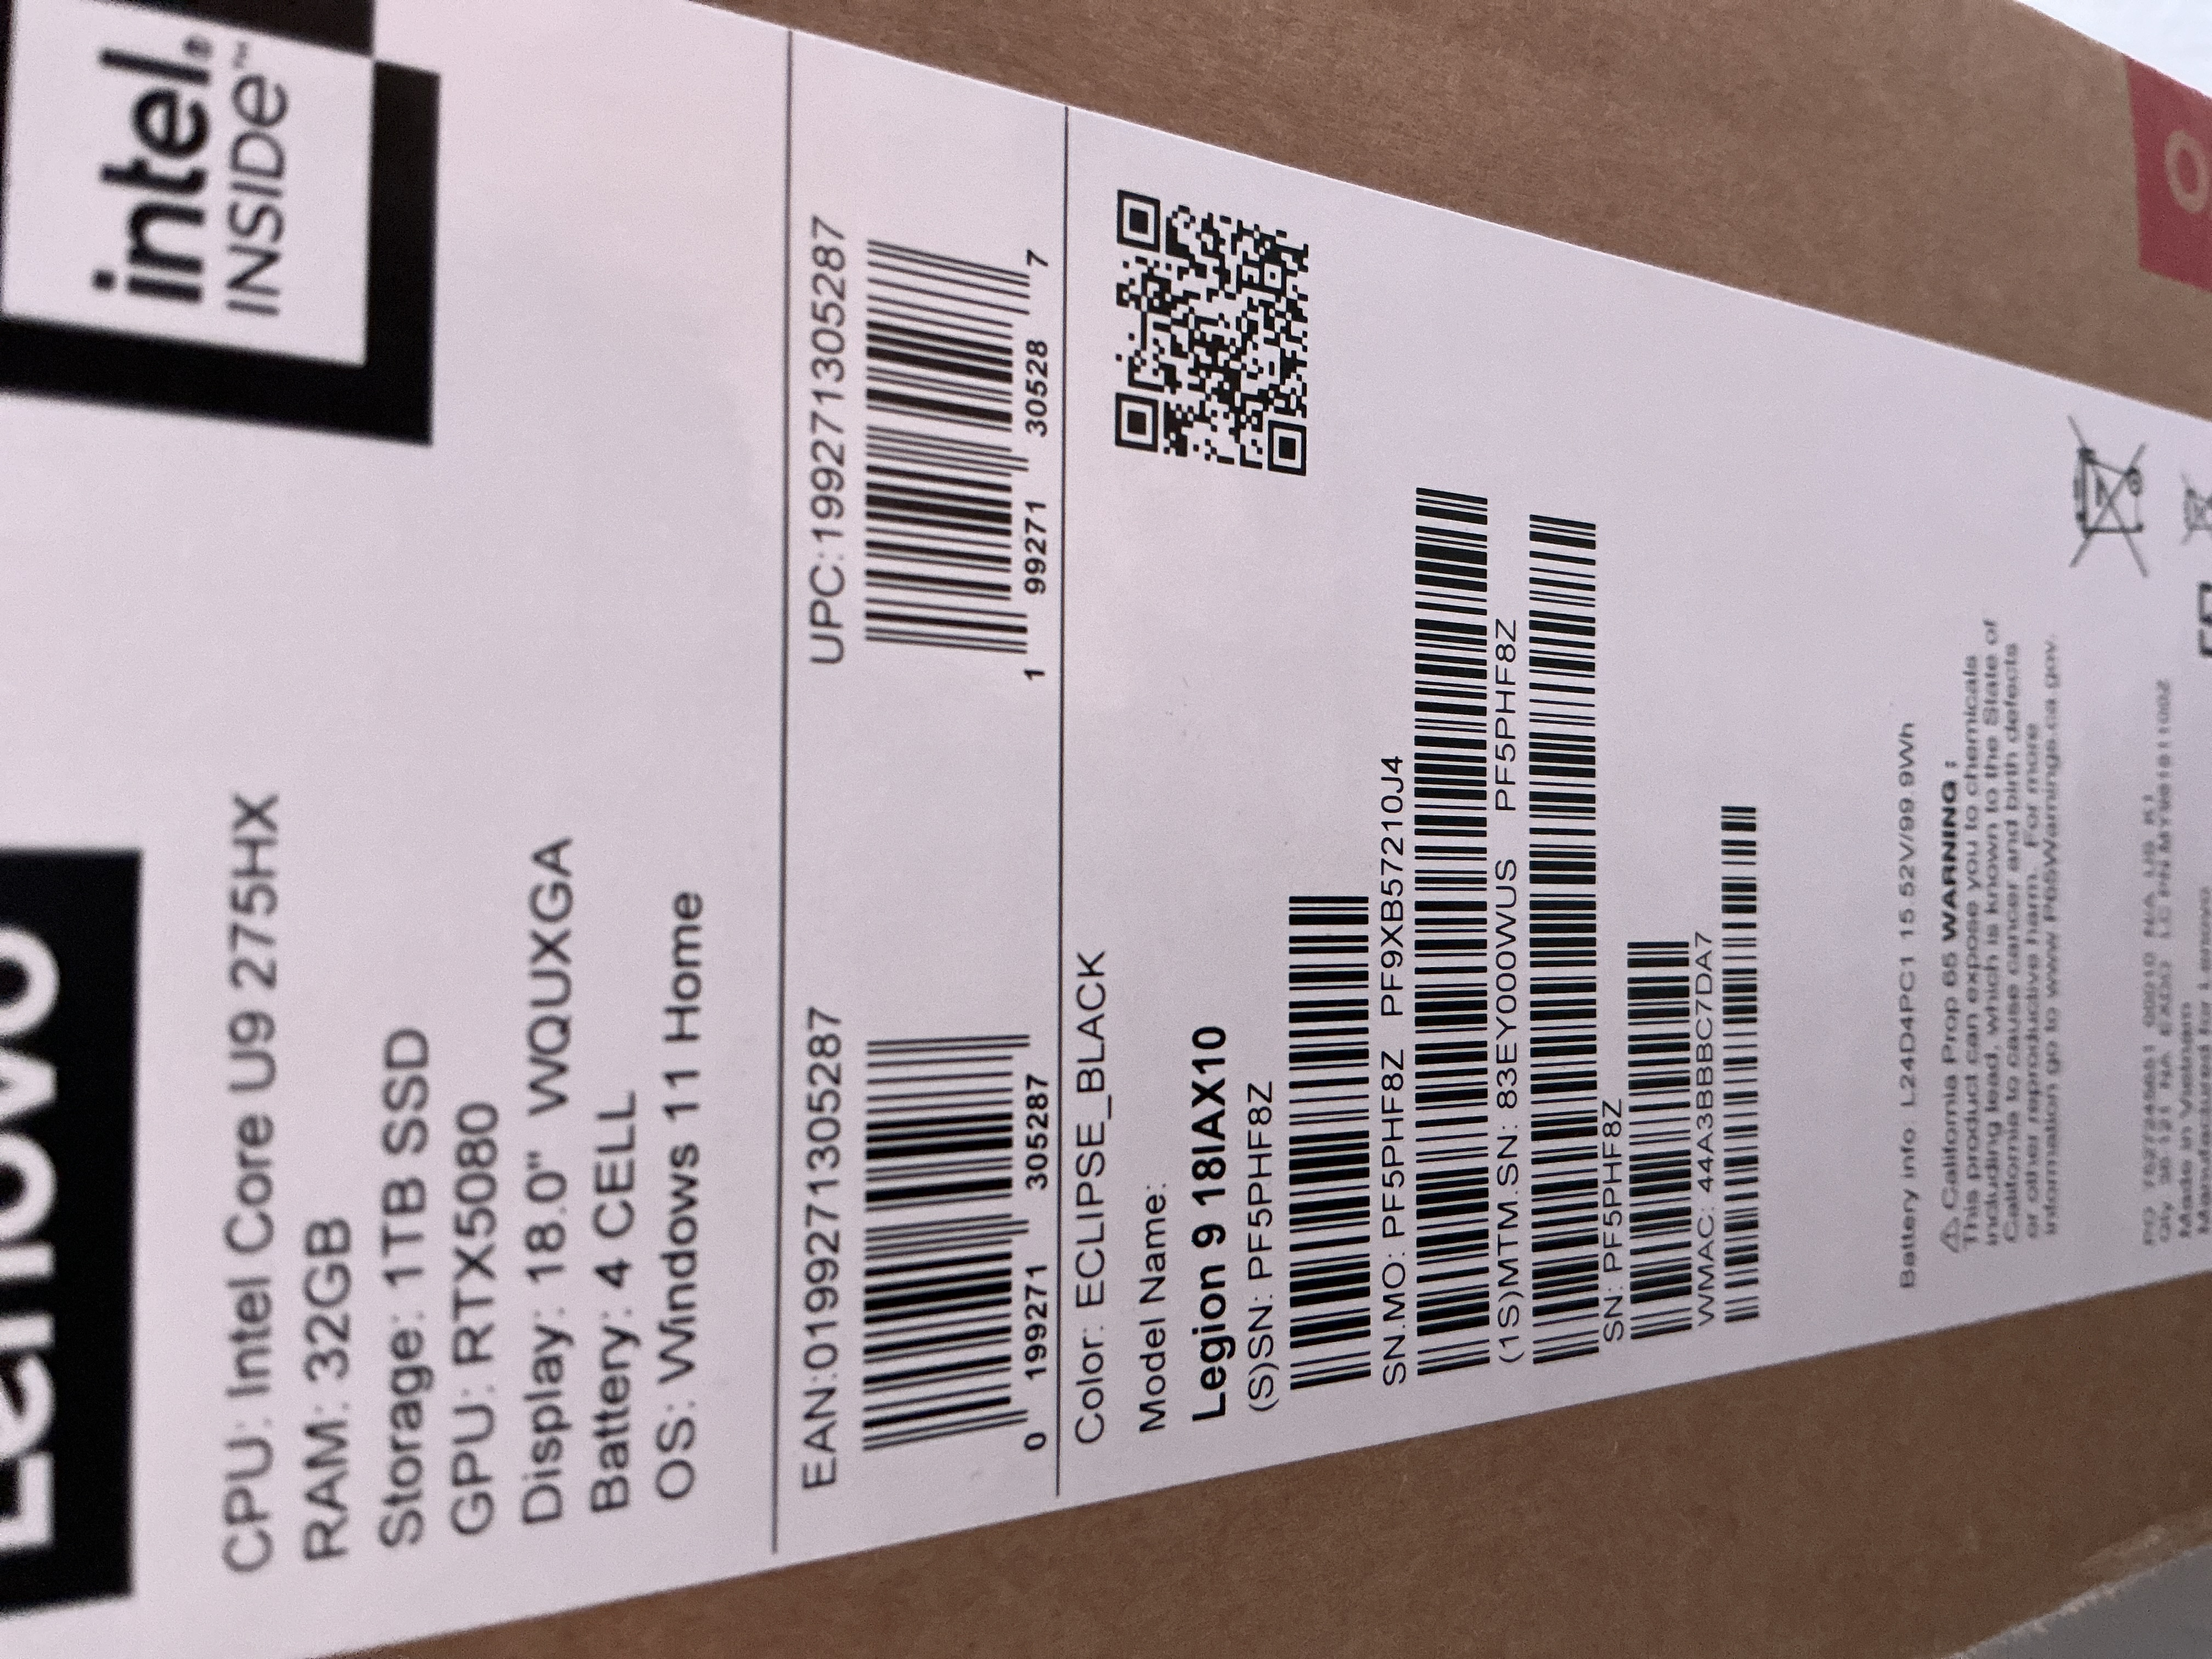 Lenovo
intel®
INSIDE™
CPU: Intel Core U9 275HX
RAM: 32GB
Storage: 1TB SSD
GPU: RTX5080
Display: 18.0" WQUXGA
Battery: 4 CELL
OS: Windows 11 Home
EAN:0199271305287
0 199271 305287
UPC:199271305287
1 99271 30528 7
Color: ECLIPSE_BLACK
Model Name:
Legion 9 18IAX10
(S)SN: PF5PHF8Z
SN.MO: PF5PHF8Z PF9XB57210J4
(1S)MTM.SN: 83EY000WUS PF5PHF8Z
SN: PF5PHF8Z
WMAC: 44A3BBBC7DA7
Battery info L24D4PC1 15.52V/99.9Wh
⚠ California Prop 65 WARNING :
This product can expose you to chemicals
including lead, which is known to the State of
California to cause cancer and birth defects
or other reproductive harm. For more
information go to www.P65Warnings.ca.gov.
Made in Vietnam